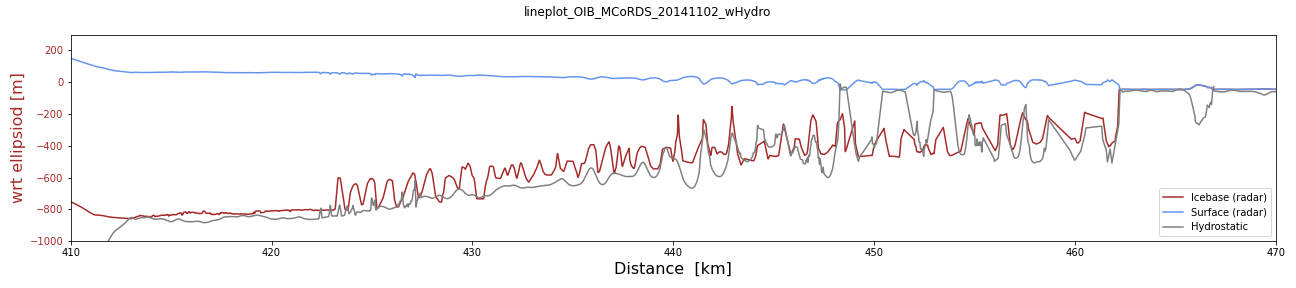 lineplot_OIB_MCoRDS_20141102_wHydro
wrt ellipsiod [m]
200
0
−200
−400
−600
−800
−1000
410
420
430
440
450
460
470
Distance [km]
Icebase (radar)
Surface (radar)
Hydrostatic